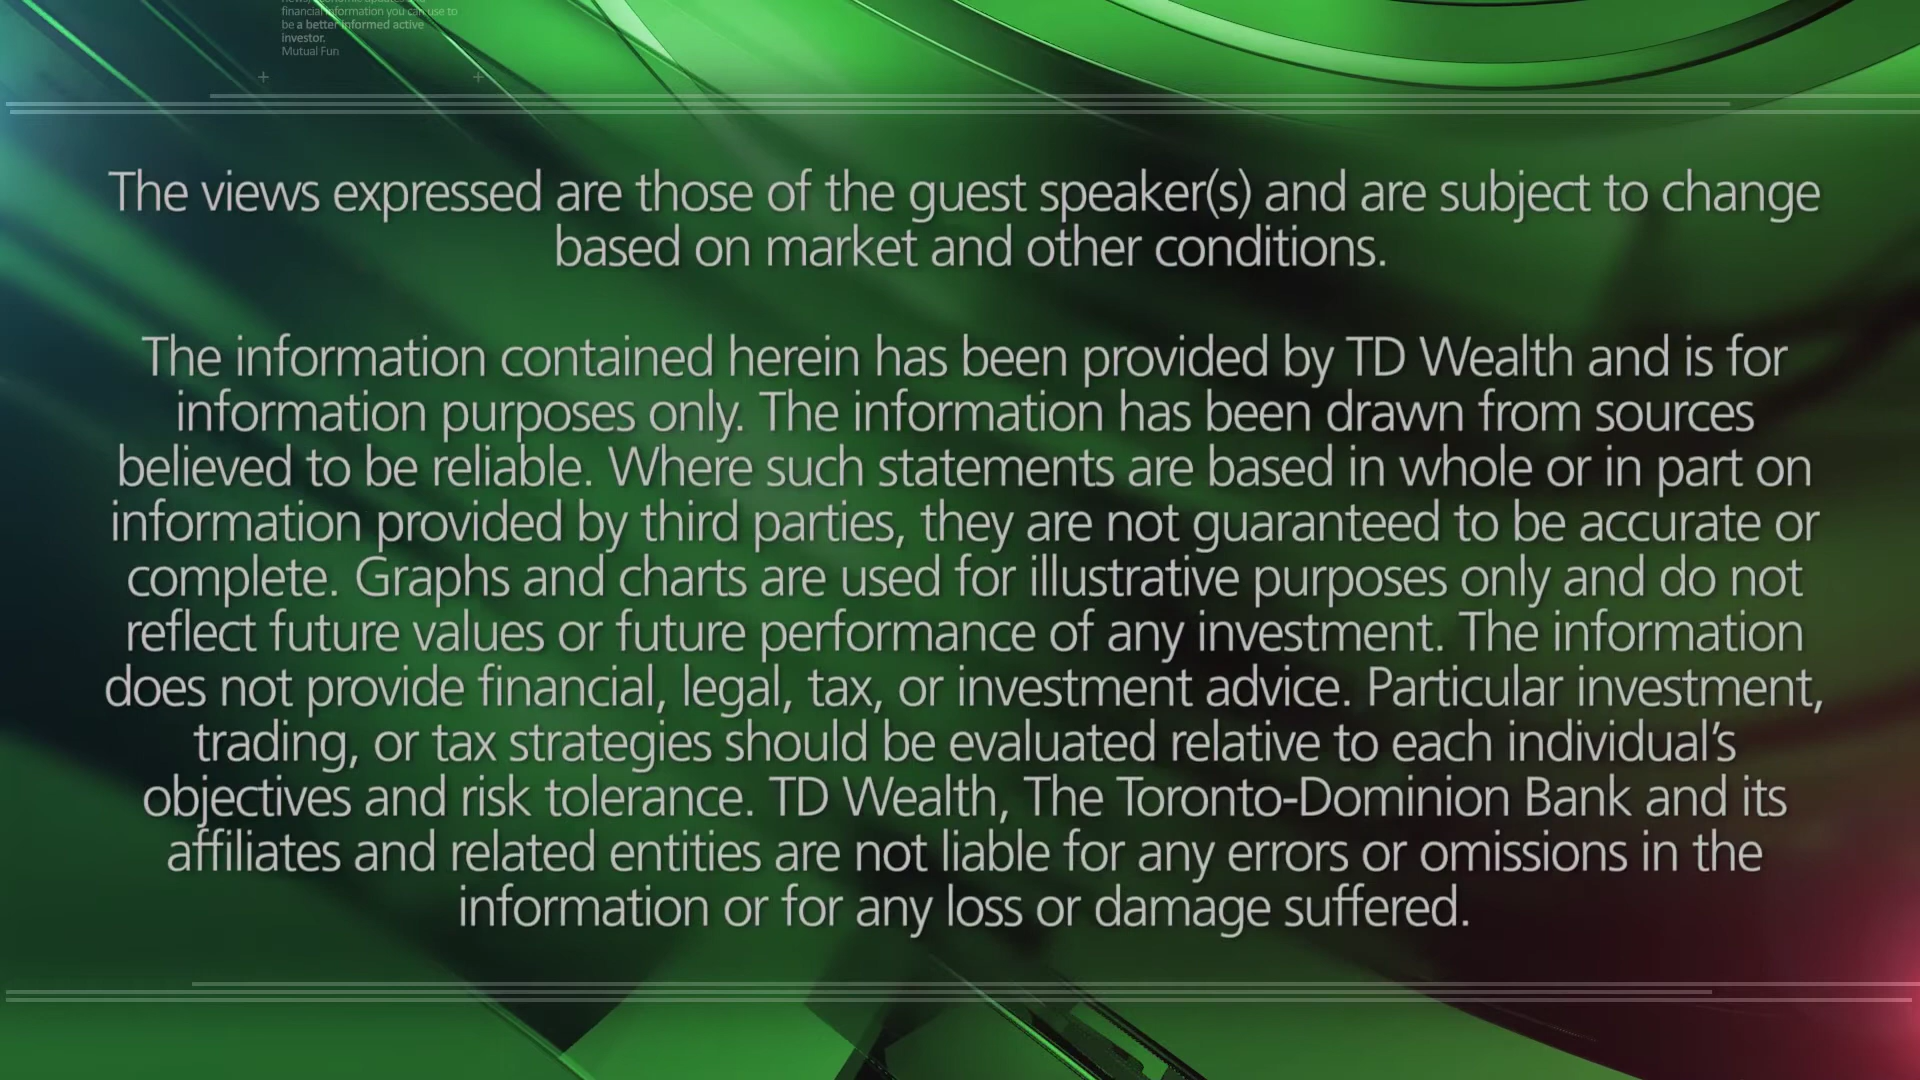 financial information you can use to
be a better informed active
investor.
Mutual Fun
The views expressed are those of the guest speaker(s) and are subject to change
based on market and other conditions.
The information contained herein has been provided by TD Wealth and is for
information purposes only. The information has been drawn from sources
believed to be reliable. Where such statements are based in whole or in part on
information provided by third parties, they are not guaranteed to be accurate or
complete. Graphs and charts are used for illustrative purposes only and do not
reflect future values or future performance of any investment. The information
does not provide financial, legal, tax, or investment advice. Particular investment,
trading, or tax strategies should be evaluated relative to each individual’s
objectives and risk tolerance. TD Wealth, The Toronto-Dominion Bank and its
affiliates and related entities are not liable for any errors or omissions in the
information or for any loss or damage suffered.